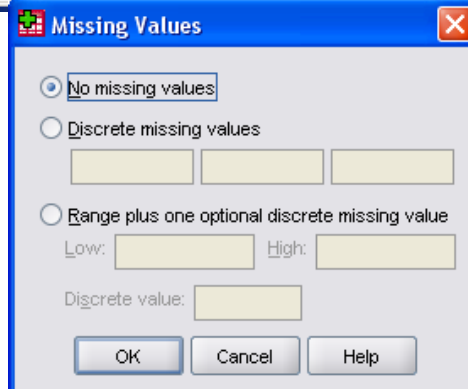 Missing Values
No missing values
Discrete missing values
Range plus one optional discrete missing value
Low: High:
Discrete value:
OK Cancel Help